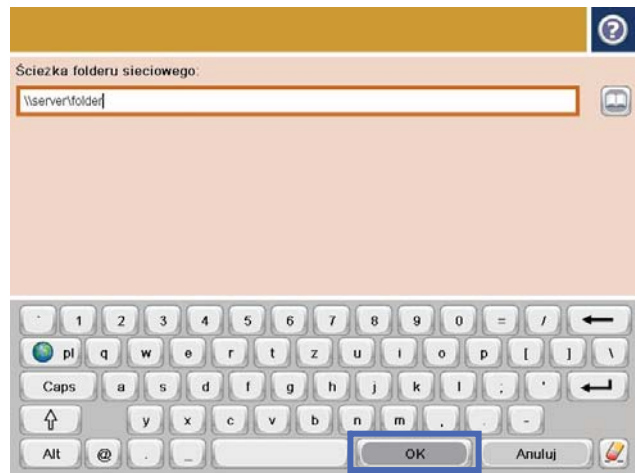 ?
Ścieżka folderu sieciowego:
\\server\folder
1 2 3 4 5 6 7 8 9 0 = /
pl q w e r t z u i o p [ ] \
Caps a s d f g h j k l ; '
y x c v b n m , . -
Alt @ . _ OK Anuluj